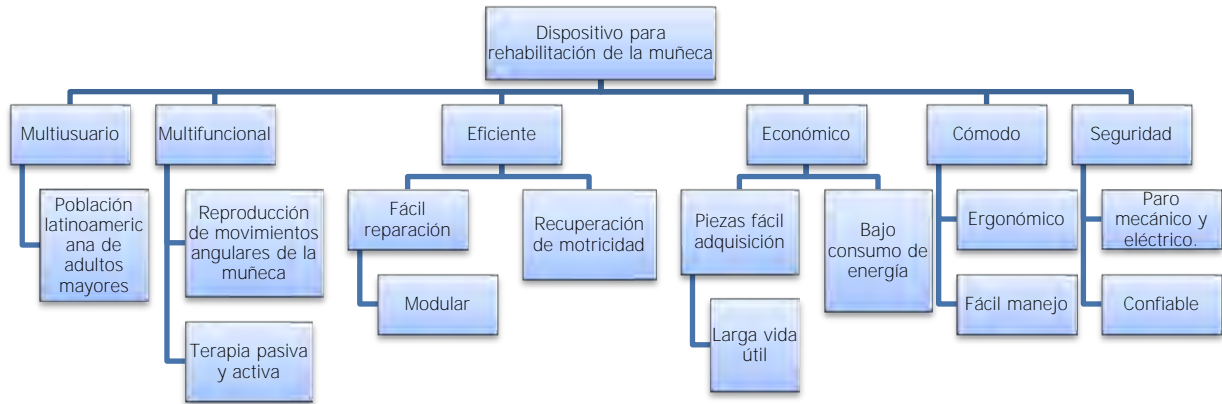 Dispositivo para
rehabilitación de la muñeca
Multiusuario
Multifuncional
Eficiente
Económico
Cómodo
Seguridad
Población
latinoameric
ana de
adultos
mayores
Reproducción
de movimientos
angulares de la
muñeca
Terapia pasiva
y activa
Fácil
reparación
Modular
Recuperación
de motricidad
Piezas fácil
adquisición
Larga vida
útil
Bajo
consumo de
energía
Ergonómico
Fácil manejo
Paro
mecánico y
eléctrico.
Confiable